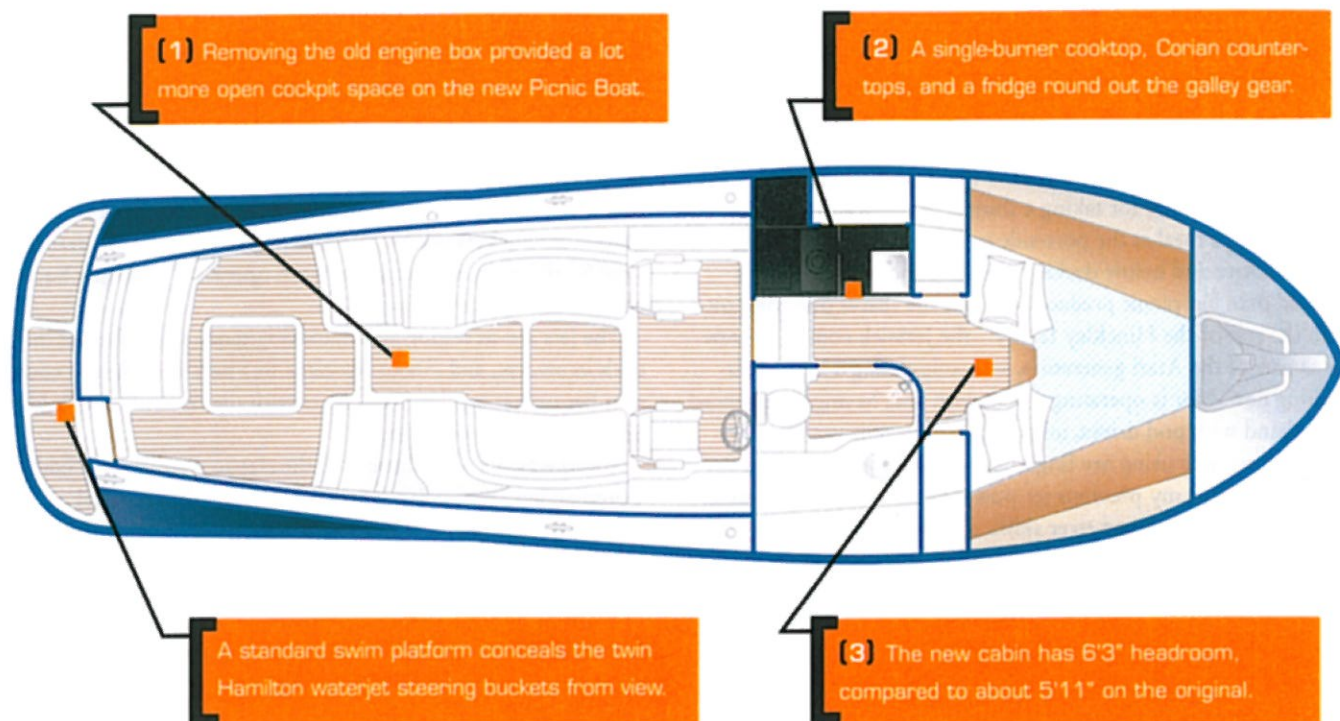 (1) Removing the old engine box provided a lot
more open cockpit space on the new Picnic Boat.
(2) A single-burner cooktop, Corian counter-
tops, and a fridge round out the galley gear.
A standard swim platform conceals the twin
Hamilton waterjet steering buckets from view.
(3) The new cabin has 6'3" headroom,
compared to about 5'11" on the original.